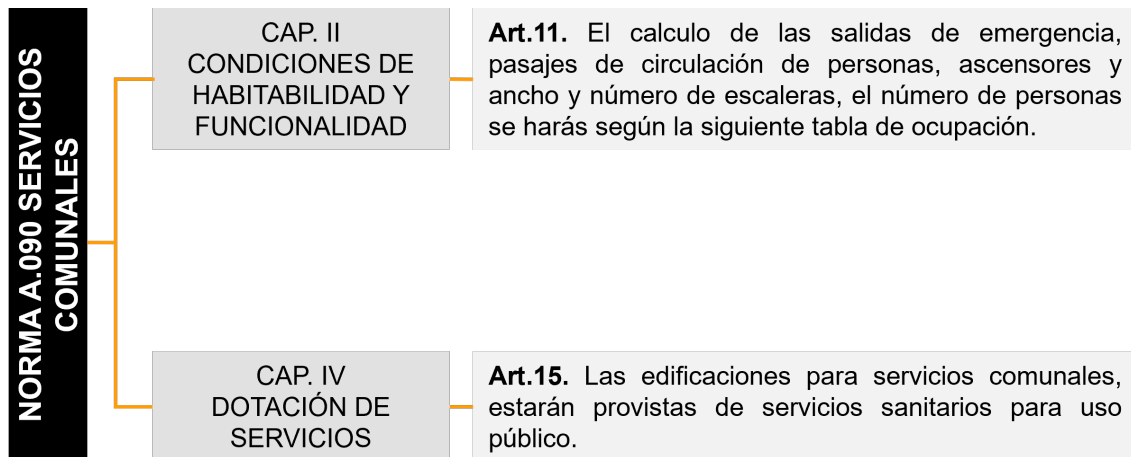 NORMA A.090 SERVICIOS
COMUNALES
CAP. II
CONDICIONES DE
HABITABILIDAD Y
FUNCIONALIDAD
Art.11. El calculo de las salidas de emergencia,
pasajes de circulación de personas, ascensores y
ancho y número de escaleras, el número de personas
se harás según la siguiente tabla de ocupación.
CAP. IV
DOTACIÓN DE
SERVICIOS
Art.15. Las edificaciones para servicios comunales,
estarán provistas de servicios sanitarios para uso
público.